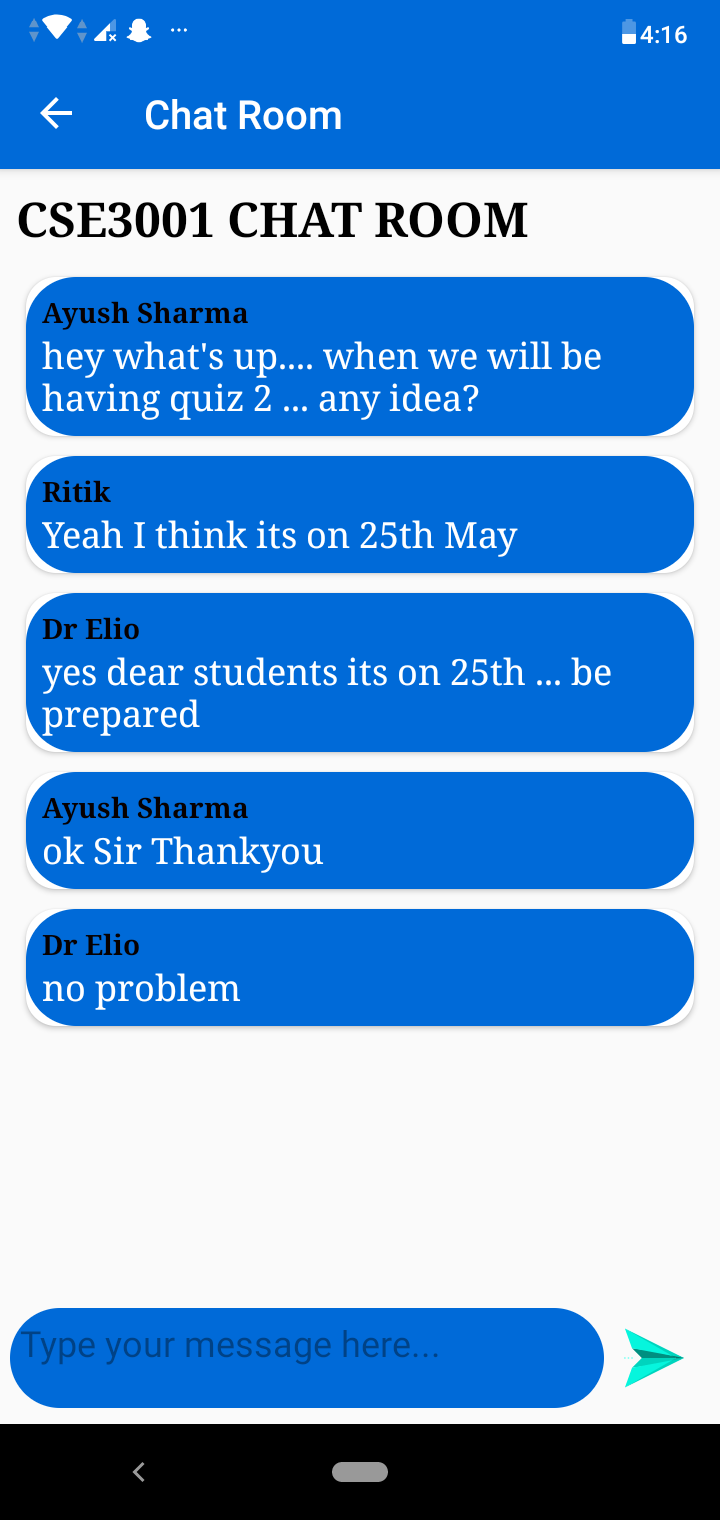 4:16
Chat Room
CSE3001 CHAT ROOM
Ayush Sharma
hey what's up.... when we will be
having quiz 2 ... any idea?
Ritik
Yeah I think its on 25th May
Dr Elio
yes dear students its on 25th ... be
prepared
Ayush Sharma
ok Sir Thankyou
Dr Elio
no problem
Type your message here...